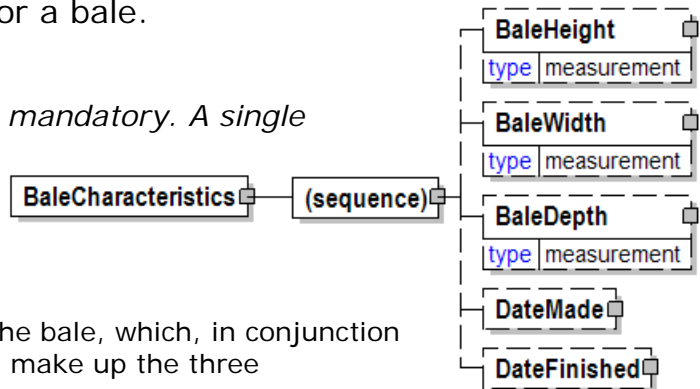 or a bale.
mandatory. A single
BaleCharacteristics
(sequence)
BaleHeight
type measurement
BaleWidth
type measurement
BaleDepth
type measurement
DateMade
DateFinished
he bale, which, in conjunction
make up the three